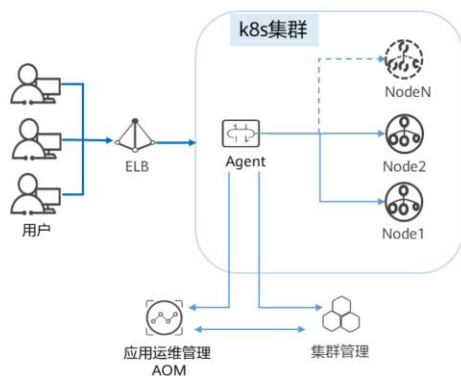 k8s集群
NodeN
ELB
Agent
Node2
用户
Node1
应用运维管理
AOM
集群管理